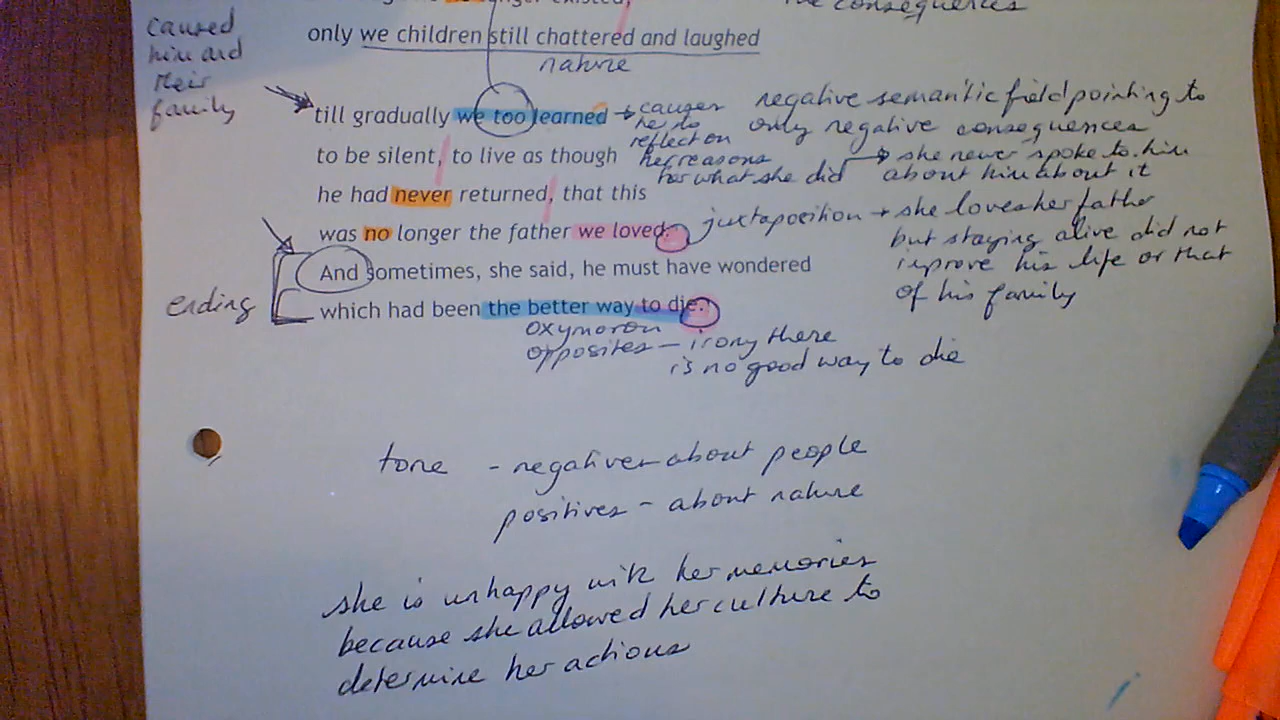 longer existed,
the consequences
caused
him and
their
family
only we children still chattered and laughed
nature
till gradually we too learned
to be silent, to live as though
he had never returned, that this
was no longer the father we loved.
And sometimes, she said, he must have wondered
which had been the better way to die.
causes
her to
reflect on
her reasons
for what she did
negative semantic field pointing to
only negative consequences
she never spoke to him
about him about it
juxtaposition → she loves her father
but staying alive did not
improve his life or that
of his family
ending
oxymoron
opposites – irony there
is no good way to die
tone - negatives about people
positives - about nature
she is unhappy with her memories
because she allowed her culture to
determine her actions